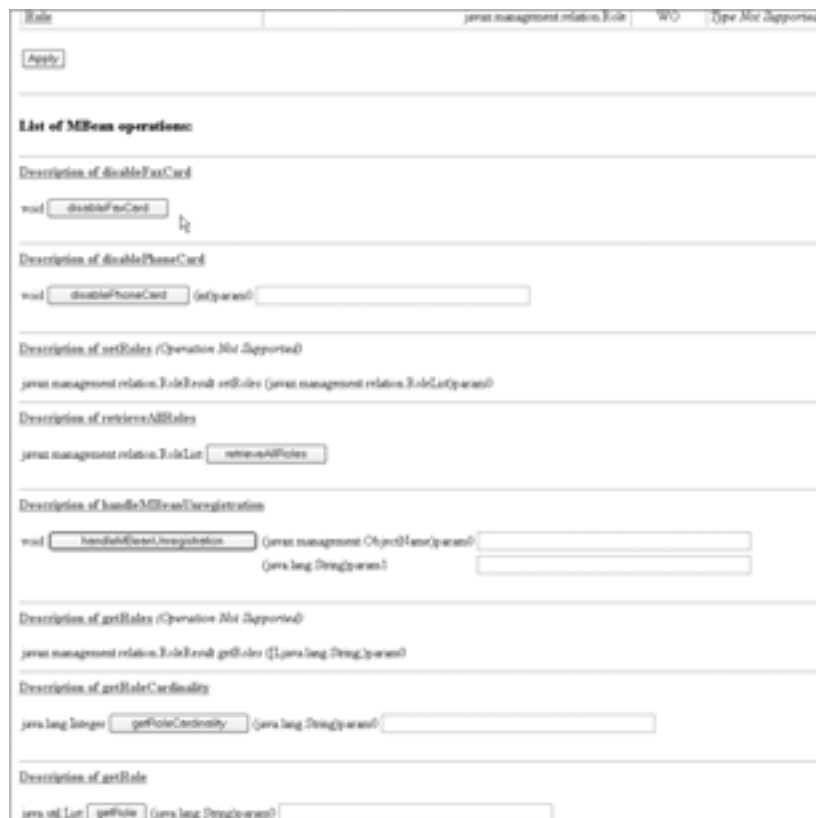 Role javax.management.relation.Role WO Type Not Supported
Apply
List of MBean operations:
Description of disableFaxCard
void disableFaxCard
Description of disablePhoneCard
void disablePhoneCard (int)param0
Description of setRoles (Operation Not Supported)
javax.management.relation.RoleResult setRoles (javax.management.relation.RoleList)param0
Description of retrieveAllRoles
javax.management.relation.RoleList retrieveAllRoles
Description of handleMBeanUnregistration
void handleMBeanUnregistration (javax.management.ObjectName)param0
(java.lang.String)param1
Description of getRoles (Operation Not Supported)
javax.management.relation.RoleResult getRoles ([Ljava.lang.String;)param0
Description of getRoleCardinality
java.lang.Integer getRoleCardinality (java.lang.String)param0
Description of getRole
java.util.List getRole (java.lang.String)param0